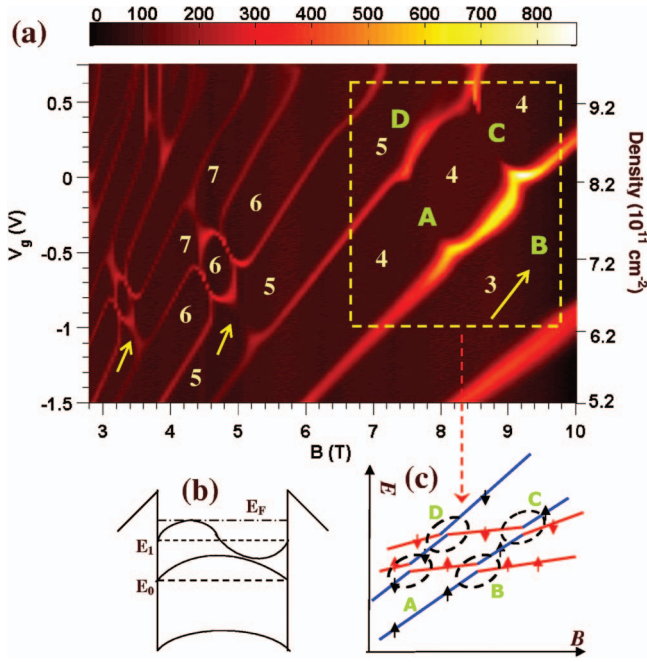 (a)
0 100 200 300 400 500 600 700 800
0.5
0
-0.5
-1
-1.5
V_g (V)
9.2
8.2
7.2
6.2
5.2
Density (10^11 cm^-2)
D 4
C
5
7 4
6
A
7
B
6 4
5 3
6
5
3 4 5 6 7 8 9 10
B (T)
(b)
E_F
E_1
E_0
(c)
E
D C
A B
B